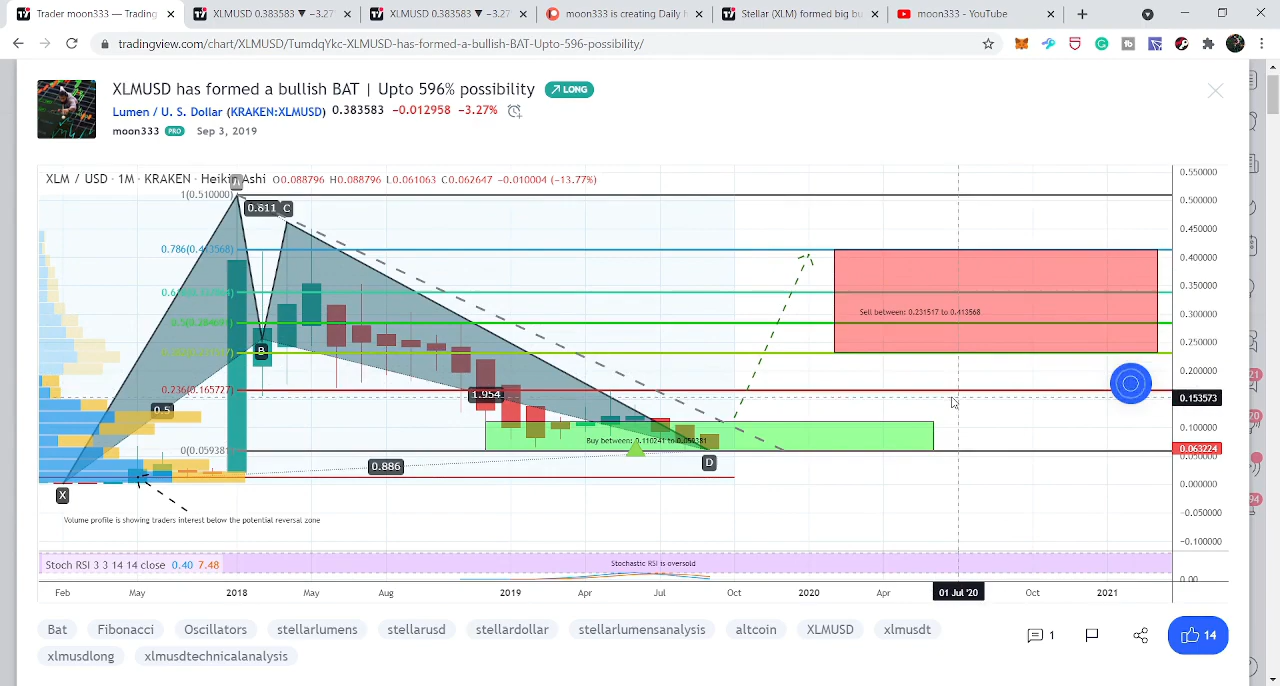 Trader moon333 — Trading
XLMUSD 0.383583 ▼ −3.27
XLMUSD 0.383583 ▼ −3.27
moon333 is creating Daily h
Stellar (XLM) formed big bu
moon333 - YouTube
tradingview.com/chart/XLMUSD/TumdqYkc-XLMUSD-has-formed-a-bullish-BAT-Upto-596-possibility/
XLMUSD has formed a bullish BAT | Upto 596% possibility
LONG
Lumen / U. S. Dollar (KRAKEN:XLMUSD) 0.383583 −0.012958 −3.27%
moon333 PRO Sep 3, 2019
XLM / USD · 1M · KRAKEN · Heikin Ashi O0.088796 H0.088796 L0.061063 C0.062647 −0.010004 (−13.77%)
0.550000
1(0.510000)
0.500000
0.611 C
0.450000
0.786(0.413568)
0.400000
0.350000
Sell between: 0.231517 to 0.413568
0.300000
B
0.250000
0.200000
0.236(0.165727)
1.954
0.153573
0.5
0.100000
Buy between: 0.110241 to 0.059381
0(0.059381)
0.063224
0.050000
0.886
D
0.000000
X
−0.050000
Volume profile is showing traders interest below the potential reversal zone
−0.100000
Stoch RSI 3 3 14 14 close 0.40 7.48
Stochastic RSI is oversold
0.00
Feb May 2018 May Aug 2019 Apr Jul Oct 2020 Apr 01 Jul '20 Oct 2021
Bat Fibonacci Oscillators stellarlumens stellarusd stellardollar stellarlumensanalysis altcoin XLMUSD xlmusdt
1
14
xlmusdlong xlmusdtechnicalanalysis